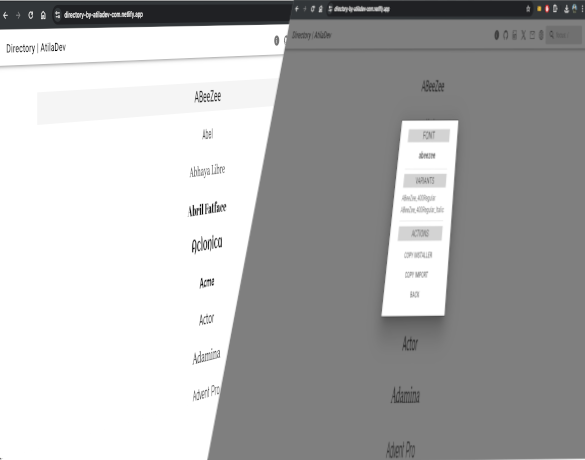 directory-by-atiladev-com.netlify.app
Directory | AtilaDev
ABeeZee
Abel
Abhaya Libre
Abril Fatface
Aclonica
Acme
Actor
Adamina
Advent Pro
directory-by-atiladev-com.netlify.app
Directory | AtilaDev
ABeeZee
FONT
abeezee
VARIANTS
ABeeZee_400Regular
ABeeZee_400Regular_Italic
ACTIONS
COPY INSTALLER
COPY IMPORT
BACK
Actor
Adamina
Advent Pro